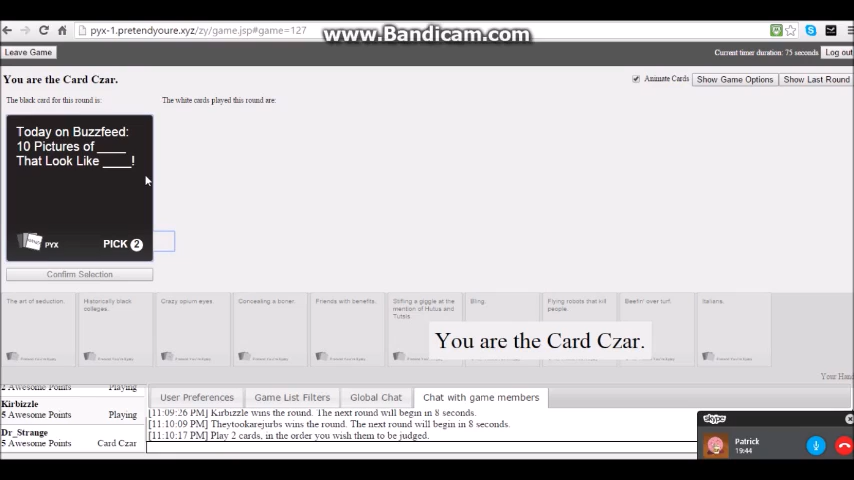 pyx-1.pretendyoure.xyz/zy/game.jsp#game=127
www.Bandicam.com
Leave Game
Current timer duration: 75 seconds
Log out
You are the Card Czar.
Animate Cards
Show Game Options
Show Last Round
The black card for this round is:
The white cards played this round are:
Today on Buzzfeed:
10 Pictures of ____
That Look Like ____!
PYX
PICK 2
Confirm Selection
The art of seduction.
Historically black
colleges.
Crazy opium eyes.
Concealing a boner.
Friends with benefits.
Stifling a giggle at the
mention of Hutus and
Tutsis.
Bling.
Flying robots that kill
people.
Beefin' over turf.
Italians.
You are the Card Czar.
Your Hand
2 Awesome Points
Playing
Kirbizzle
5 Awesome Points
Playing
Dr_Strange
5 Awesome Points
Card Czar
User Preferences
Game List Filters
Global Chat
Chat with game members
[11:09:26 PM] Kirbizzle wins the round. The next round will begin in 8 seconds.
[11:10:09 PM] Theytookarejurbs wins the round. The next round will begin in 8 seconds.
[11:10:17 PM] Play 2 cards, in the order you wish them to be judged.
skype
Patrick
19:44